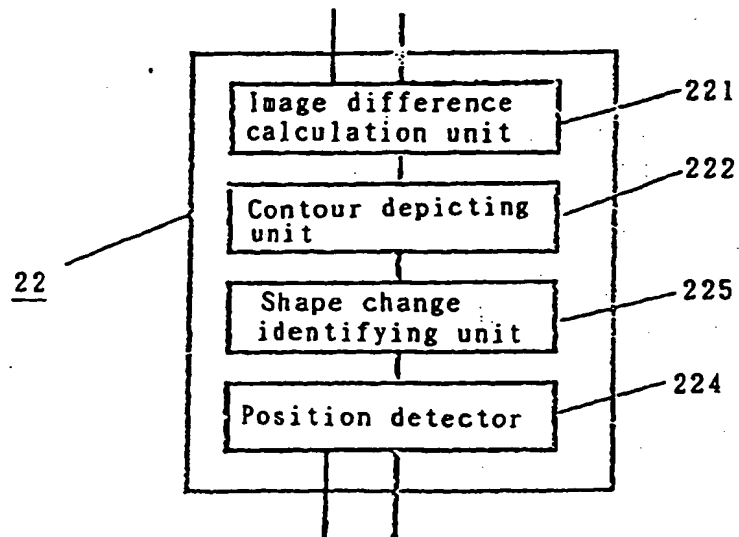 Image difference
calculation unit
221
Contour depicting
unit
222
22
Shape change
identifying unit
225
Position detector
224